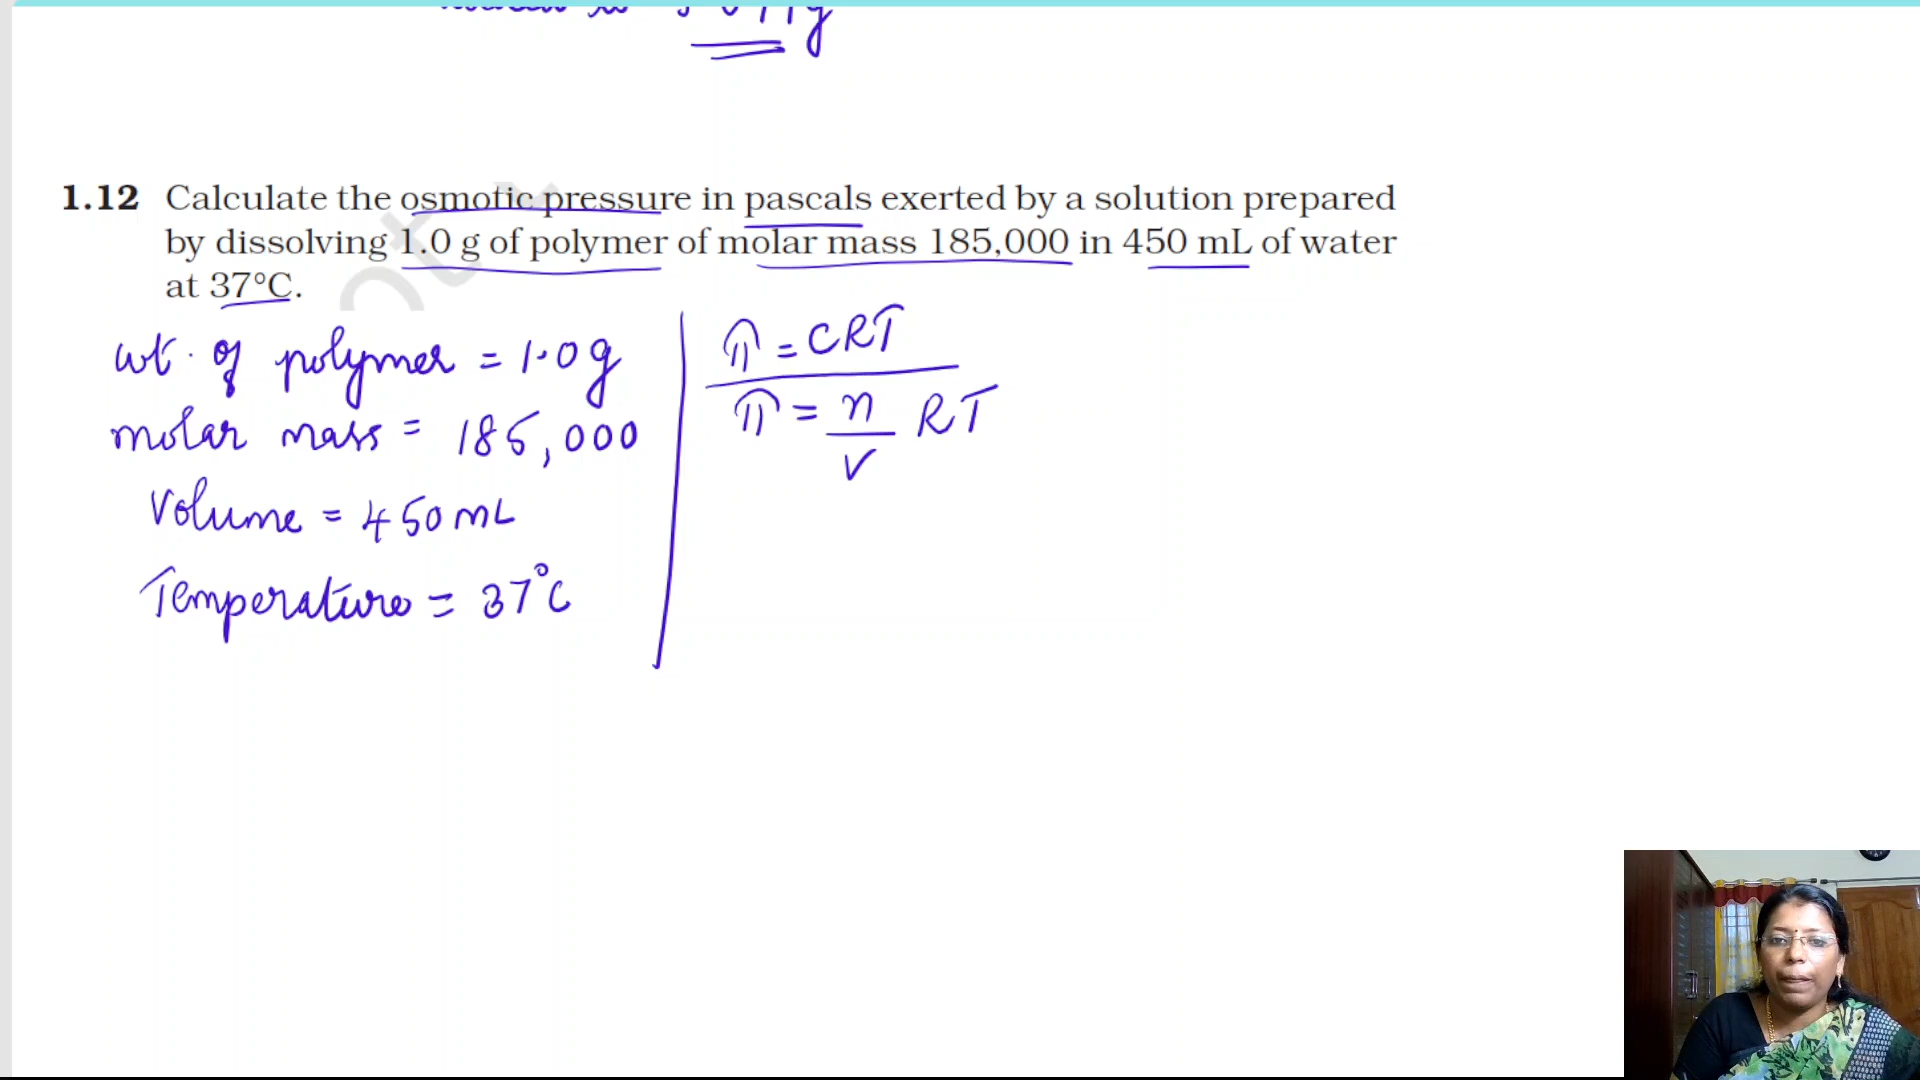 1.12 Calculate the osmotic pressure in pascals exerted by a solution prepared
by dissolving 1.0 g of polymer of molar mass 185,000 in 450 mL of water
at 37°C.
wt. of polymer = 1.0 g
molar mass = 185,000
Volume = 450 mL
Temperature = 37°C
π = CRT
π = n/V RT